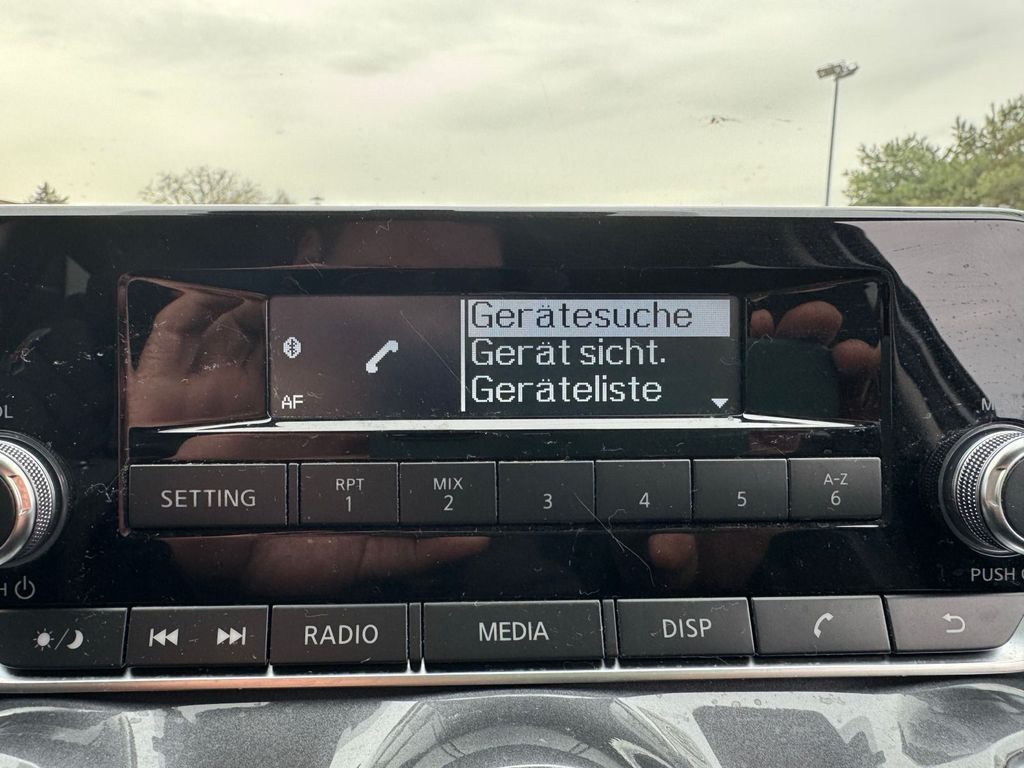 Gerätesuche
Gerät sicht.
AF
Geräteliste
SETTING
RPT
1
MIX
2
3
4
5
A-Z
6
PUSH
RADIO
MEDIA
DISP